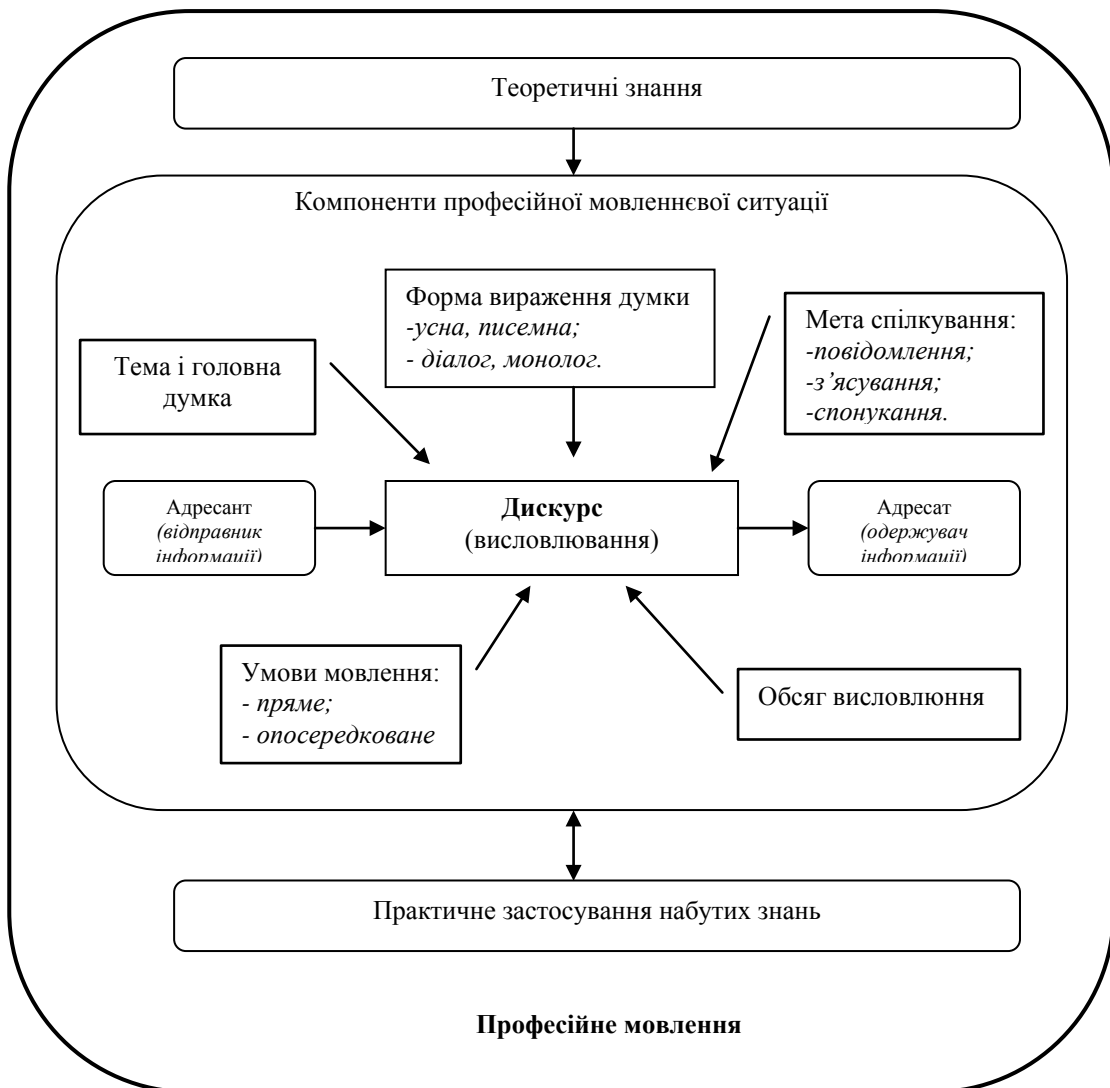 Теоретичні знання
Компоненти професійної мовленнєвої ситуації
Форма вираження думки
-усна, писемна;
- діалог, монолог.
Мета спілкування:
-повідомлення;
-з’ясування;
-спонукання.
Тема і головна
думка
Адресант
(відправник
інформації)
Дискурс
(висловлювання)
Адресат
(одержувач
інформації)
Умови мовлення:
- пряме;
- опосередковане
Обсяг висловлюння
Практичне застосування набутих знань
Професійне мовлення